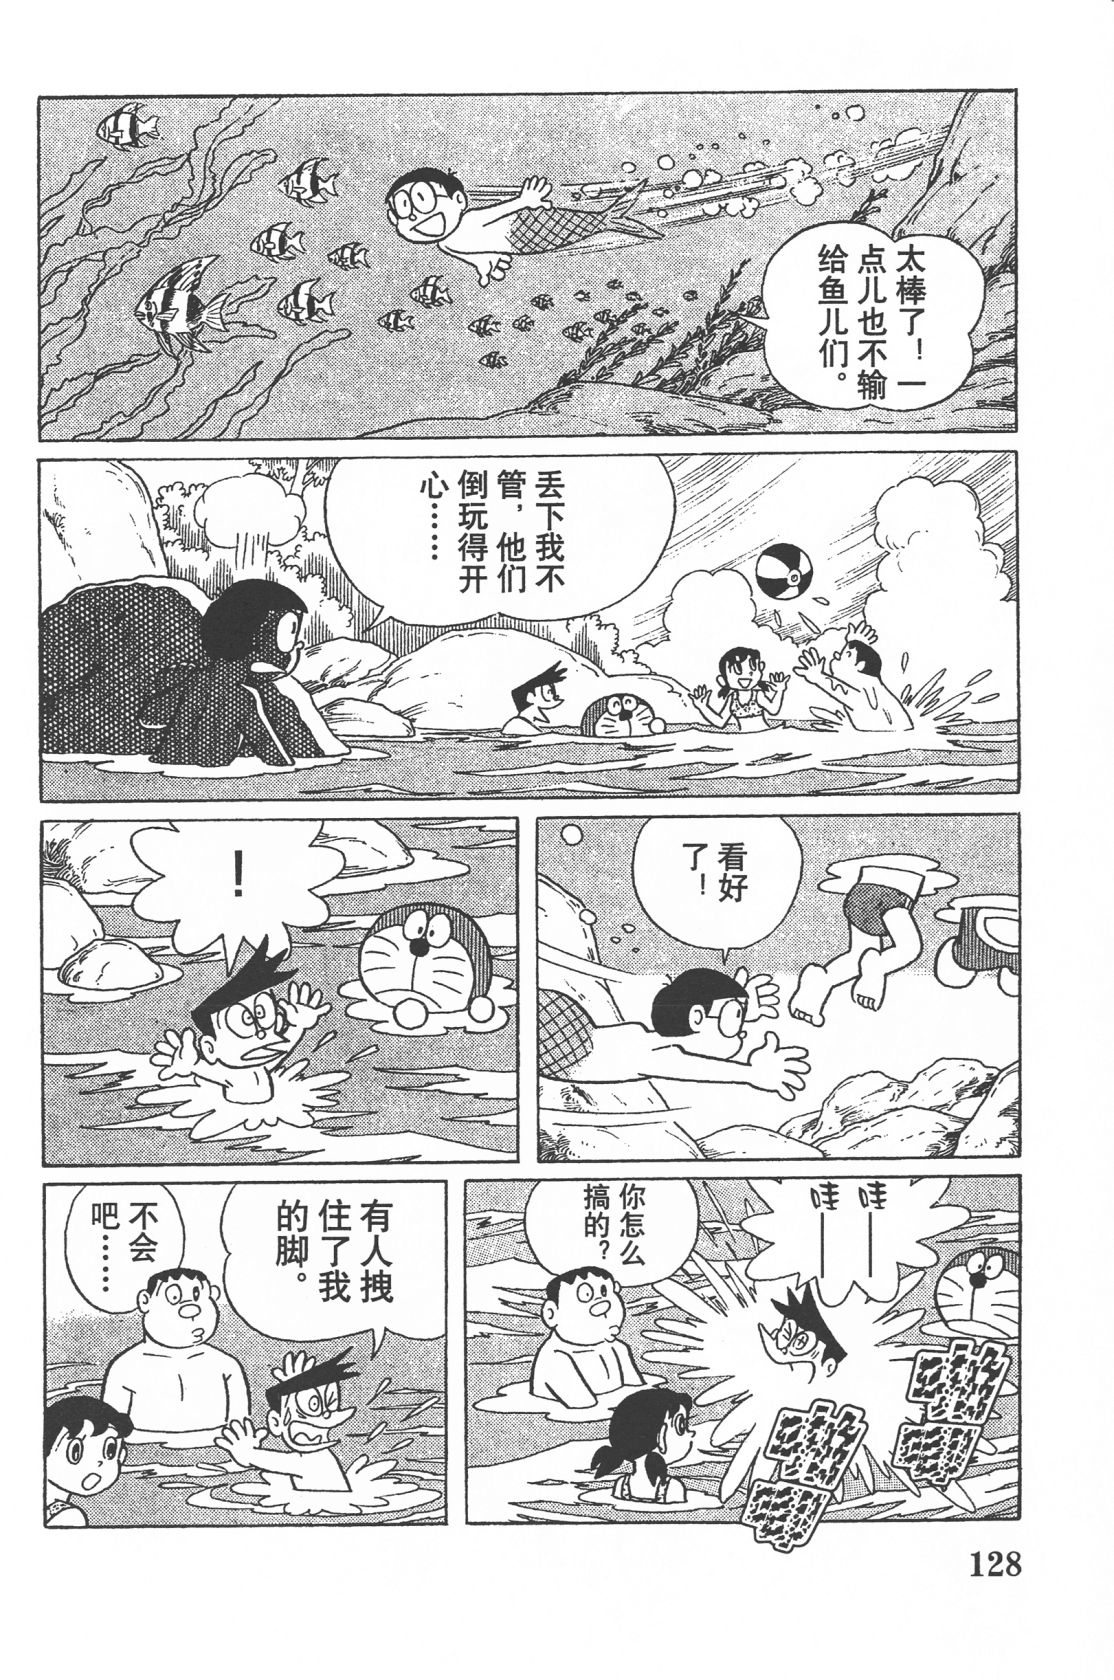 太棒了！一
点儿也不输
给鱼儿们。
丢下我不
管，他们
倒玩得开
心……
看好
了！
！
哇——
哇——
你怎么
搞的？
有人拽
住了我
的脚。
不会
吧……
128